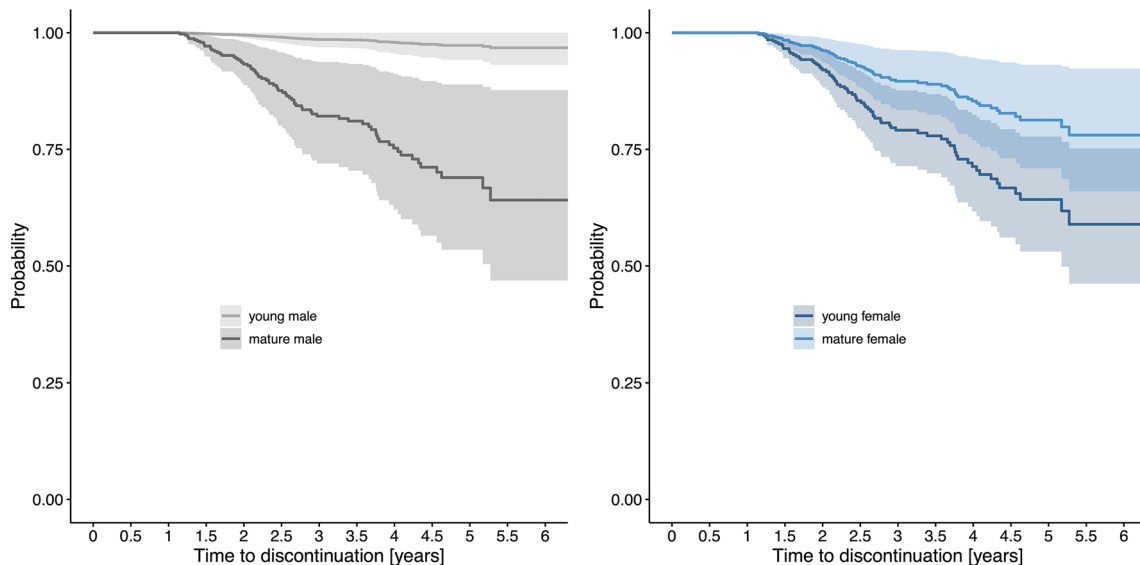 1.00
0.75
0.50
0.25
0.00
Probability
young male
mature male
0 0.5 1 1.5 2 2.5 3 3.5 4 4.5 5 5.5 6
Time to discontinuation [years]
1.00
0.75
0.50
0.25
0.00
Probability
young female
mature female
0 0.5 1 1.5 2 2.5 3 3.5 4 4.5 5 5.5 6
Time to discontinuation [years]